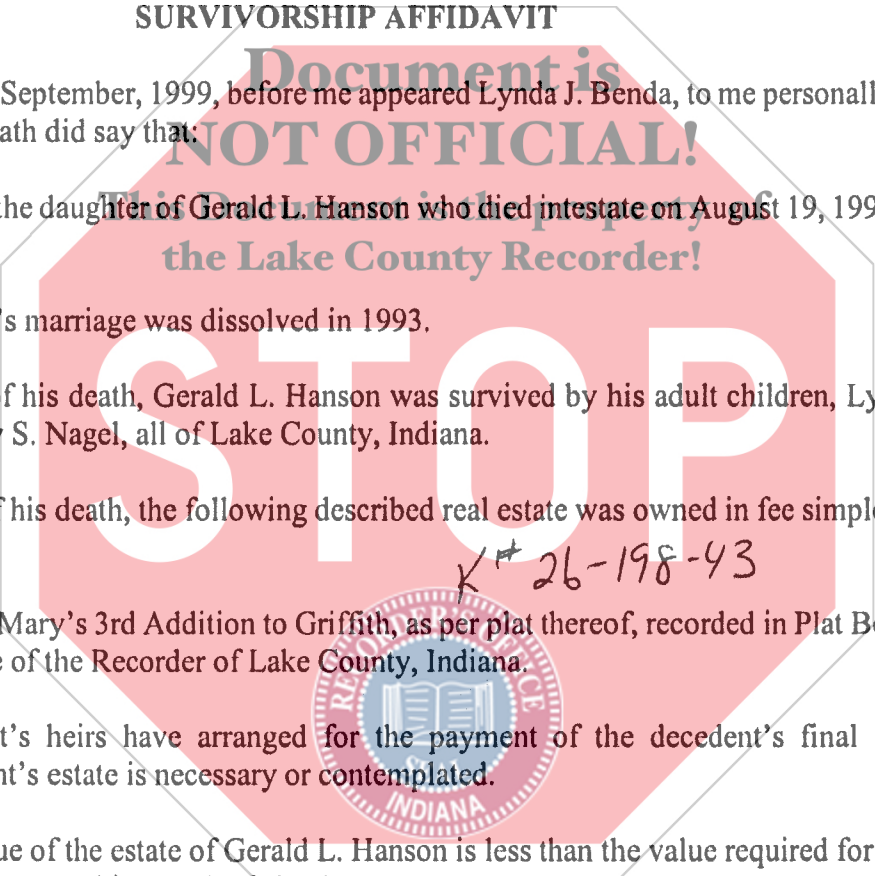 SURVIVORSHIP AFFIDAVIT
Document is
September, 1999, before me appeared Lynda J. Benda, to me personall
ath did say that:
NOT OFFICIAL!
This Document is the property of
the daughter of Gerald L. Hanson who died intestate on August 19, 199
the Lake County Recorder!
's marriage was dissolved in 1993.
STOP
f his death, Gerald L. Hanson was survived by his adult children, Ly
S. Nagel, all of Lake County, Indiana.
f his death, the following described real estate was owned in fee simple
K# 26-198-43
Mary's 3rd Addition to Griffith, as per plat thereof, recorded in Plat Bo
e of the Recorder of Lake County, Indiana.
RECORDER'S OFFICE
t's heirs have arranged for the payment of the decedent's final
nt's estate is necessary or contemplated.
SEAL
INDIANA
ue of the estate of Gerald L. Hanson is less than the value required for